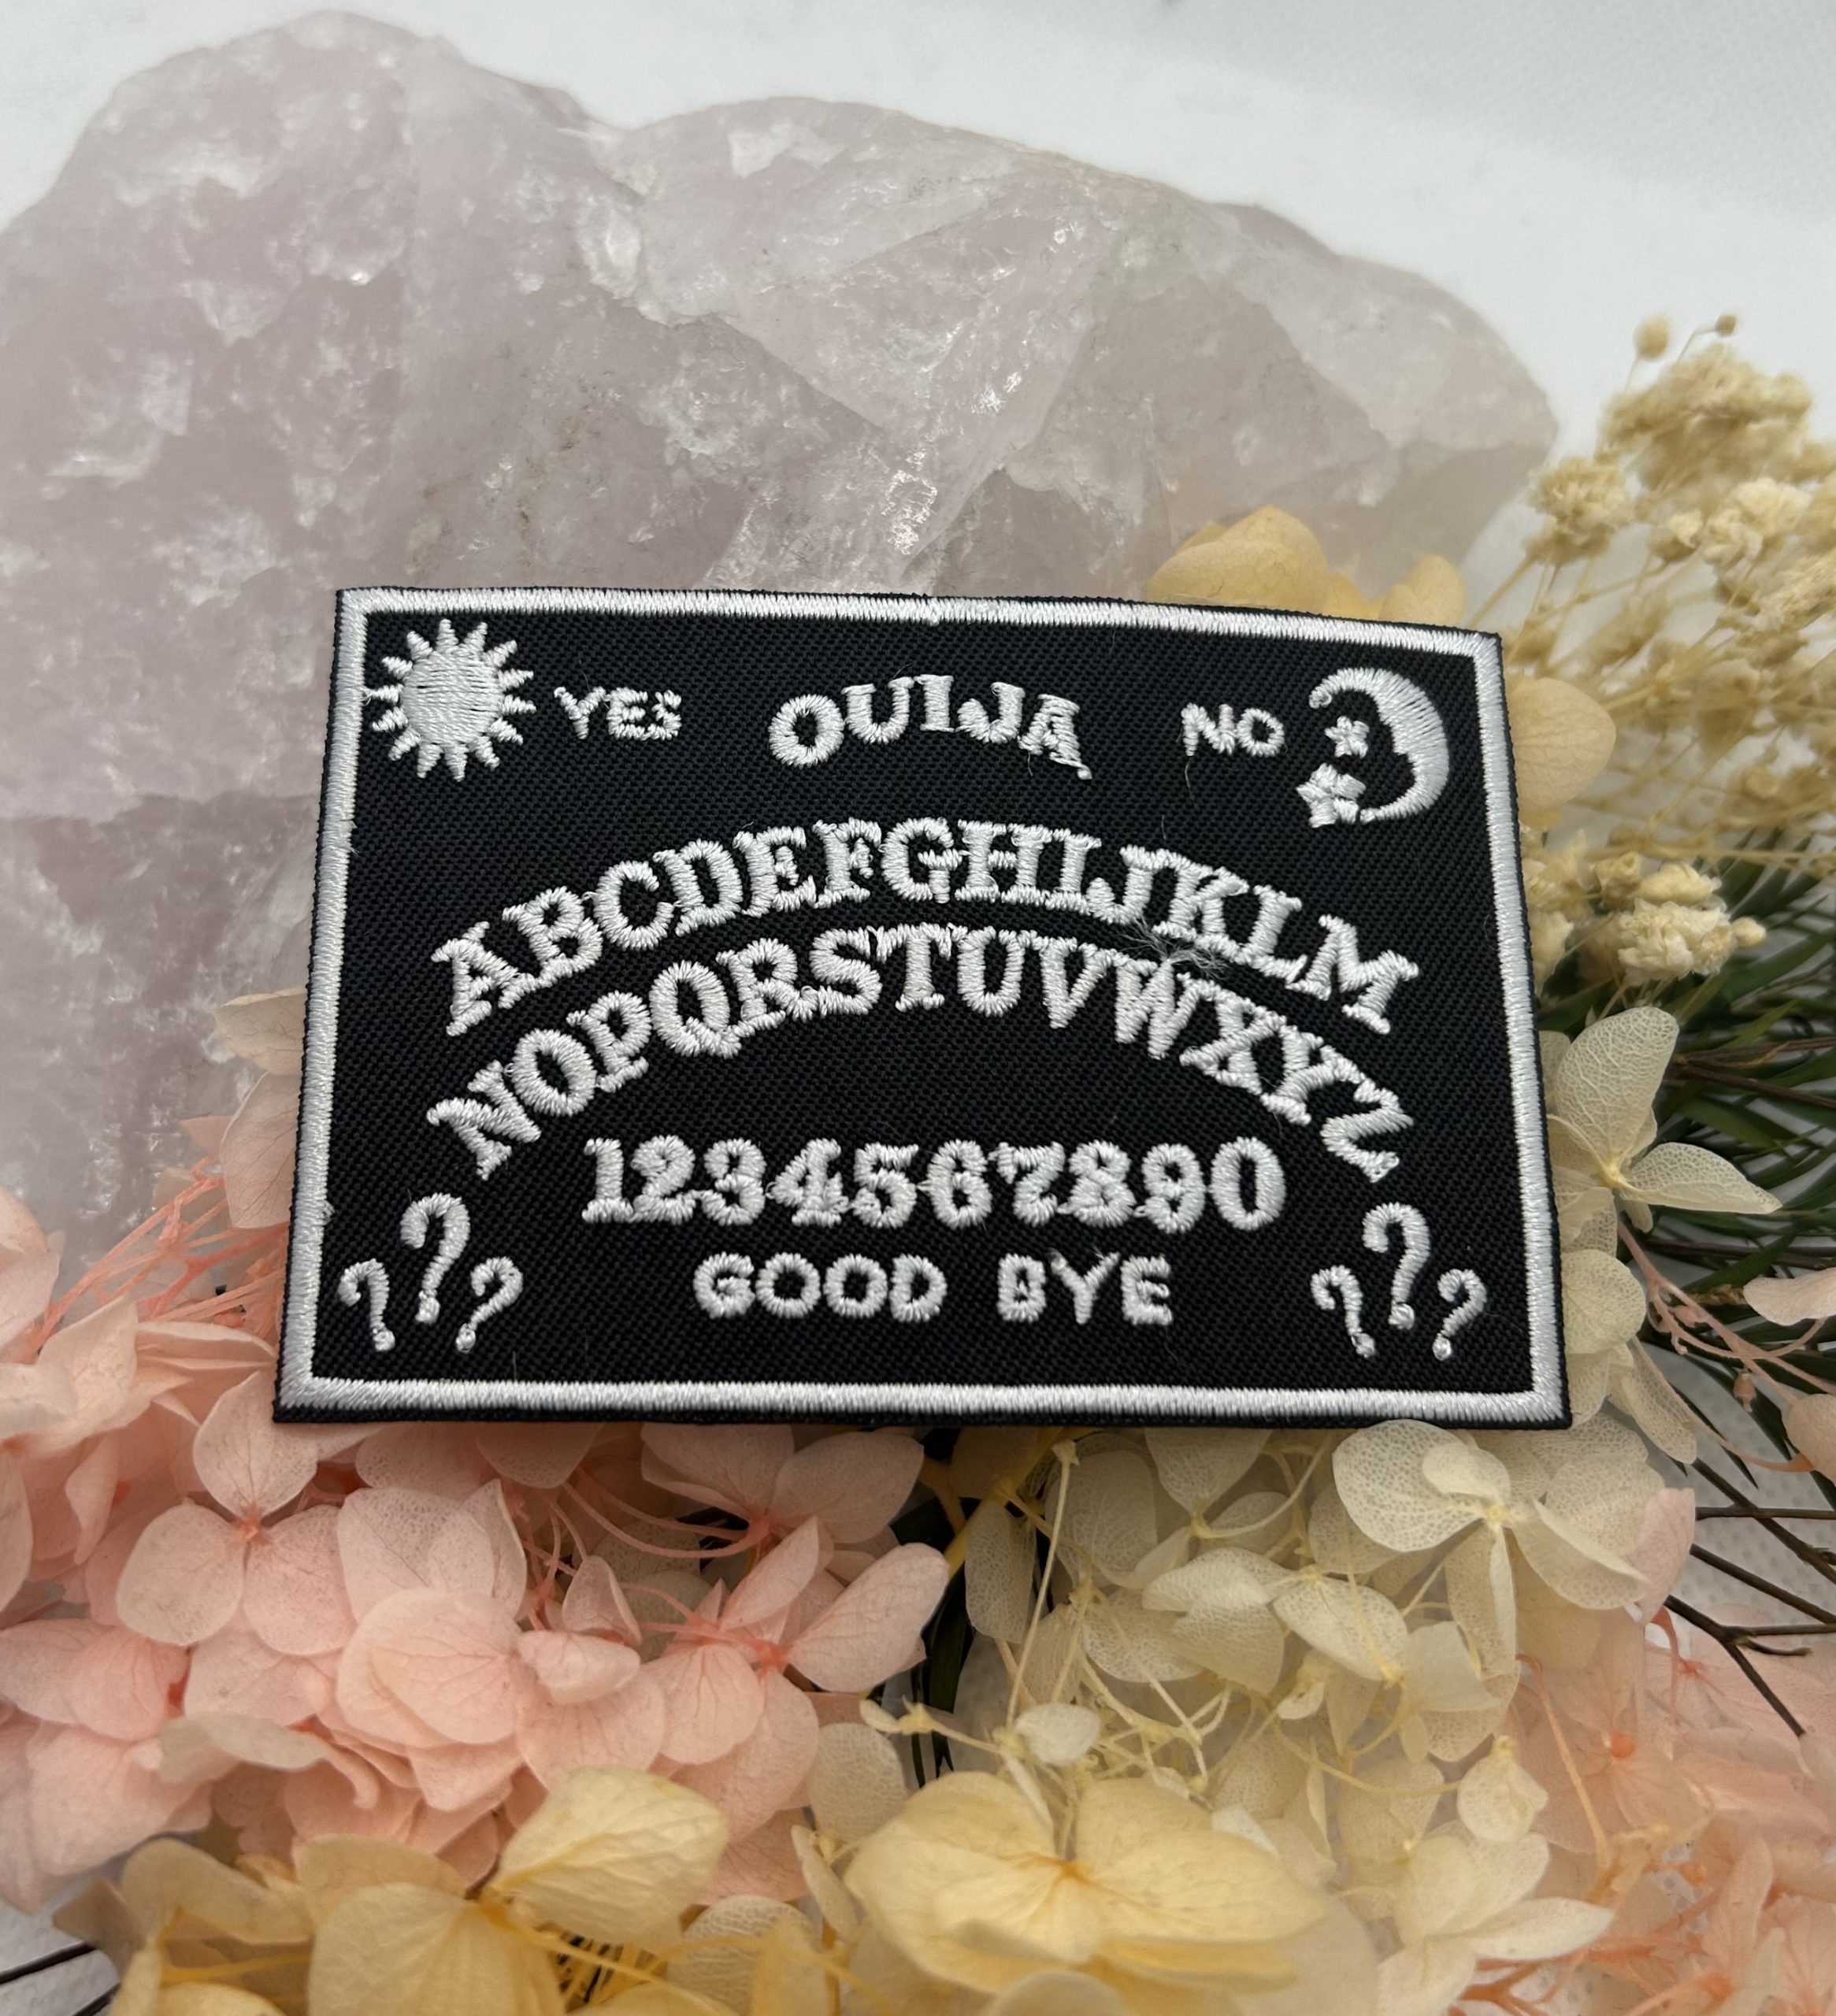 YES OUIJA NO
ABCDEFGHIJKLM
NOPQRSTUVWXYZ
1234567890
? ? ? GOOD BYE ? ? ?